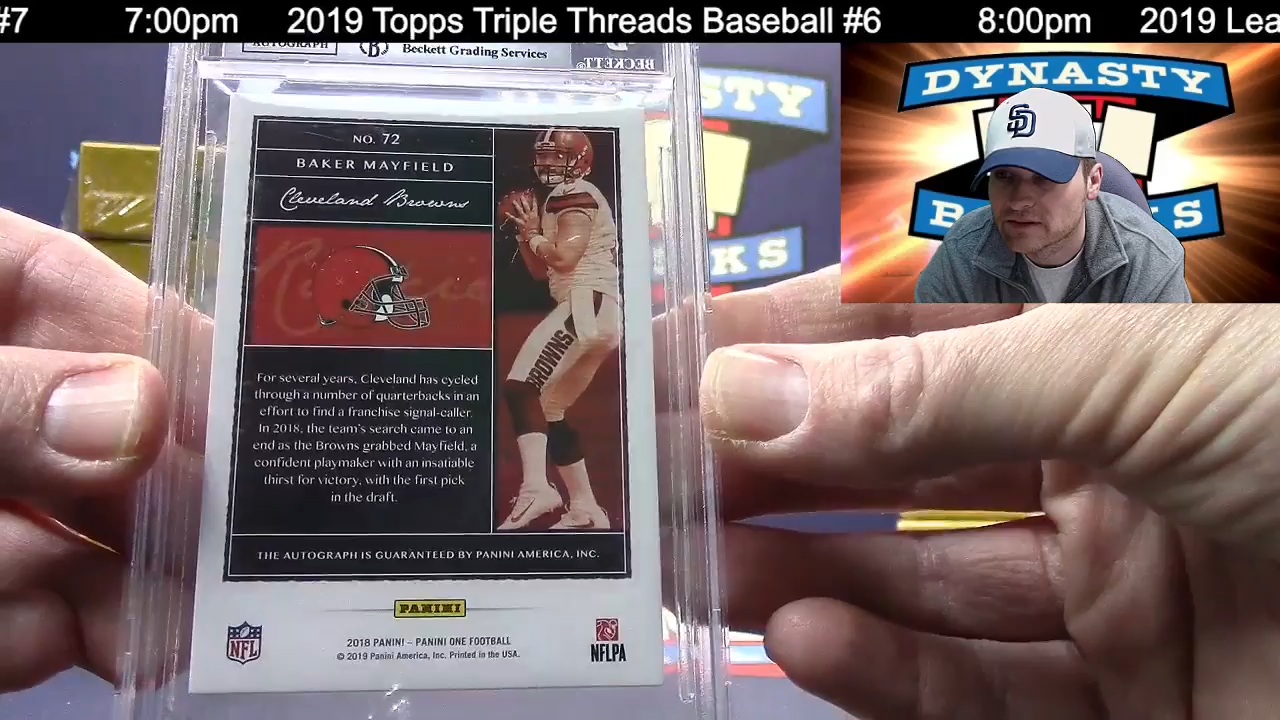 #7 7:00pm 2019 Topps Triple Threads Baseball #6 8:00pm 2019 Lea
AUTOGRAPH
Beckett Grading Services
BECKETT
NO. 72
BAKER MAYFIELD
Cleveland Browns
BROWNS
For several years, Cleveland has cycled
through a number of quarterbacks in an
effort to find a franchise signal-caller.
In 2018, the team's search came to an
end as the Browns grabbed Mayfield, a
confident playmaker with an insatiable
thirst for victory, with the first pick
in the draft.
THE AUTOGRAPH IS GUARANTEED BY PANINI AMERICA, INC.
PANINI
NFL
2018 PANINI – PANINI ONE FOOTBALL
© 2019 Panini America, Inc. Printed in the USA.
NFLPA
DYNASTY
SD
B KS
STY
KS